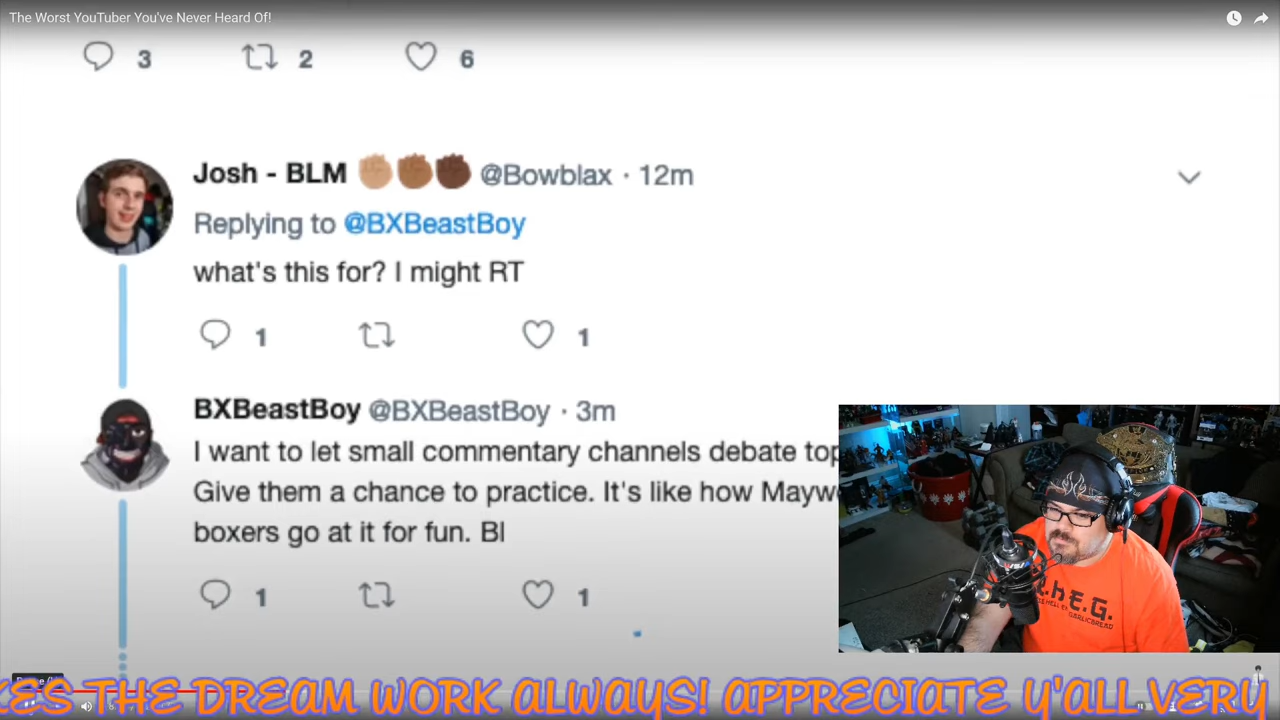 The Worst YouTuber You've Never Heard Of!
3 2 6
Josh - BLM @Bowblax · 12m
Replying to @BXBeastBoy
what's this for? I might RT
1 1
BXBeastBoy @BXBeastBoy · 3m
I want to let small commentary channels debate
Give them a chance to practice. It's like how
boxers go at it for fun. Bl
1 1
GARLICBREAD
THE DREAM WORK ALWAYS! APPRECIATE Y'ALL VERY